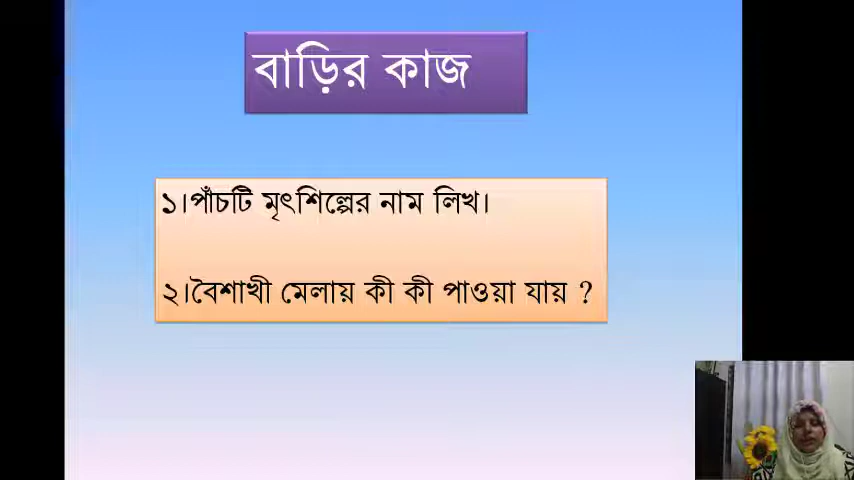 বাড়ির কাজ
১।পাঁচটি মৃৎশিল্পের নাম লিখ।
২।বৈশাখী মেলায় কী কী পাওয়া যায় ?